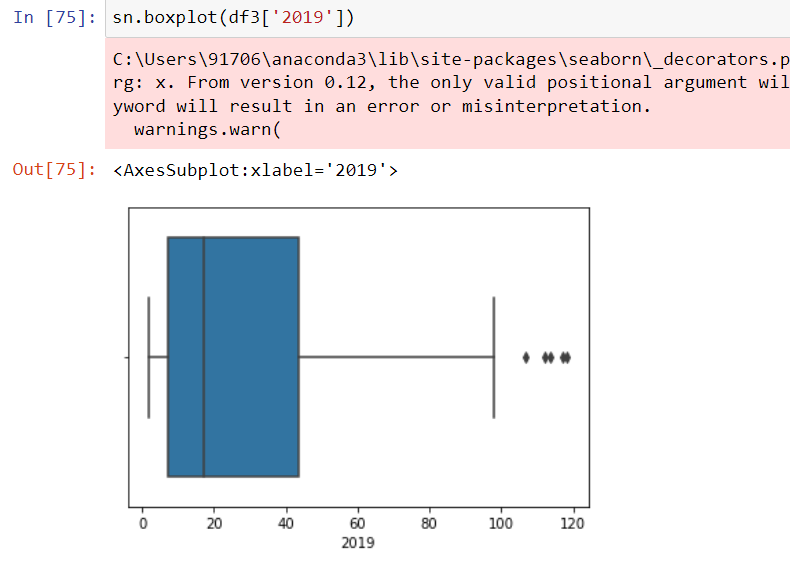 In [75]: sn.boxplot(df3['2019'])
C:\Users\91706\anaconda3\lib\site-packages\seaborn\_decorators.p
rg: x. From version 0.12, the only valid positional argument wil
yword will result in an error or misinterpretation.
warnings.warn(
Out[75]: <AxesSubplot:xlabel='2019'>
0 20 40 60 80 100 120
2019